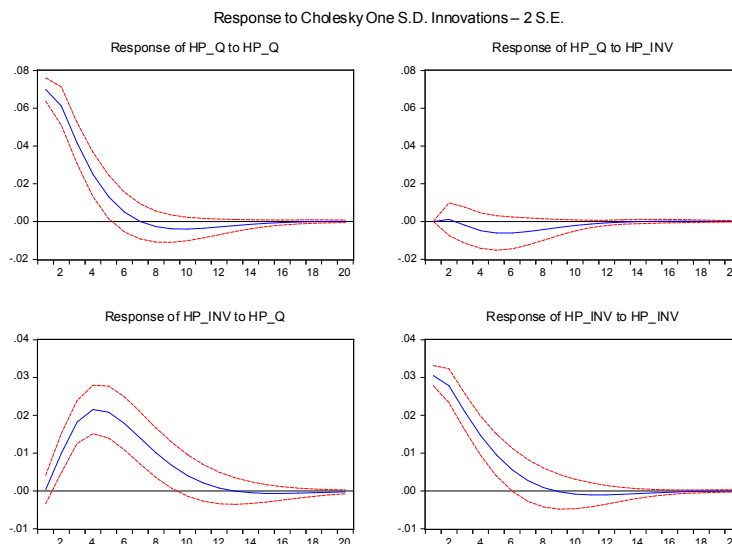 Response to Cholesky One S.D. Innovations – 2 S.E.
Response of HP_Q to HP_Q
Response of HP_Q to HP_INV
.08
.06
.04
.02
.00
-.02
2 4 6 8 10 12 14 16 18 20
.08
.06
.04
.02
.00
-.02
2 4 6 8 10 12 14 16 18 2
Response of HP_INV to HP_Q
Response of HP_INV to HP_INV
.04
.03
.02
.01
.00
-.01
2 4 6 8 10 12 14 16 18 20
.04
.03
.02
.01
.00
-.01
2 4 6 8 10 12 14 16 18 2